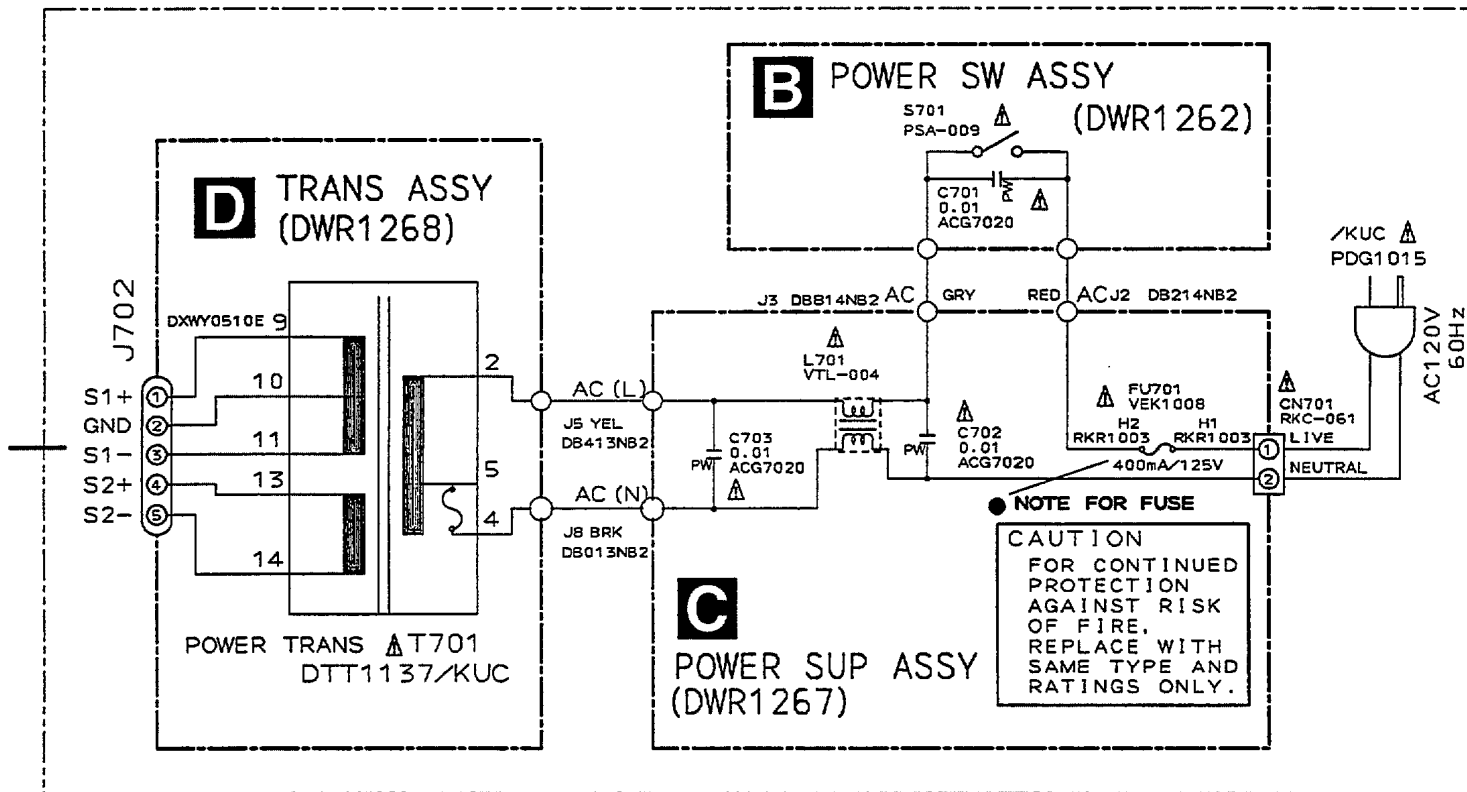 B POWER SW ASSY
(DWR1262)
S701
PSA-009
C701
0.01
ACG7020
PW
D TRANS ASSY
(DWR1268)
J702
DXWY0510E
9
10
11
13
14
2
5
4
S1+ 1
GND 2
S1- 3
S2+ 4
S2- 5
POWER TRANS T701
DTT1137/KUC
AC (L)
J5 YEL
DB413NB2
AC (N)
J8 BRK
DB013NB2
J3 DB814NB2 AC GRY
RED AC J2 DB214NB2
L701
VTL-004
C703
0.01
ACG7020
PW
C702
0.01
ACG7020
PW
FU701
VEK1008
H2 H1
RKR1003 RKR1003
400mA/125V
CN701
RKC-061
1 LIVE
2 NEUTRAL
/KUC
PDG1015
AC120V
60Hz
● NOTE FOR FUSE
CAUTION
FOR CONTINUED
PROTECTION
AGAINST RISK
OF FIRE,
REPLACE WITH
SAME TYPE AND
RATINGS ONLY.
C
POWER SUP ASSY
(DWR1267)